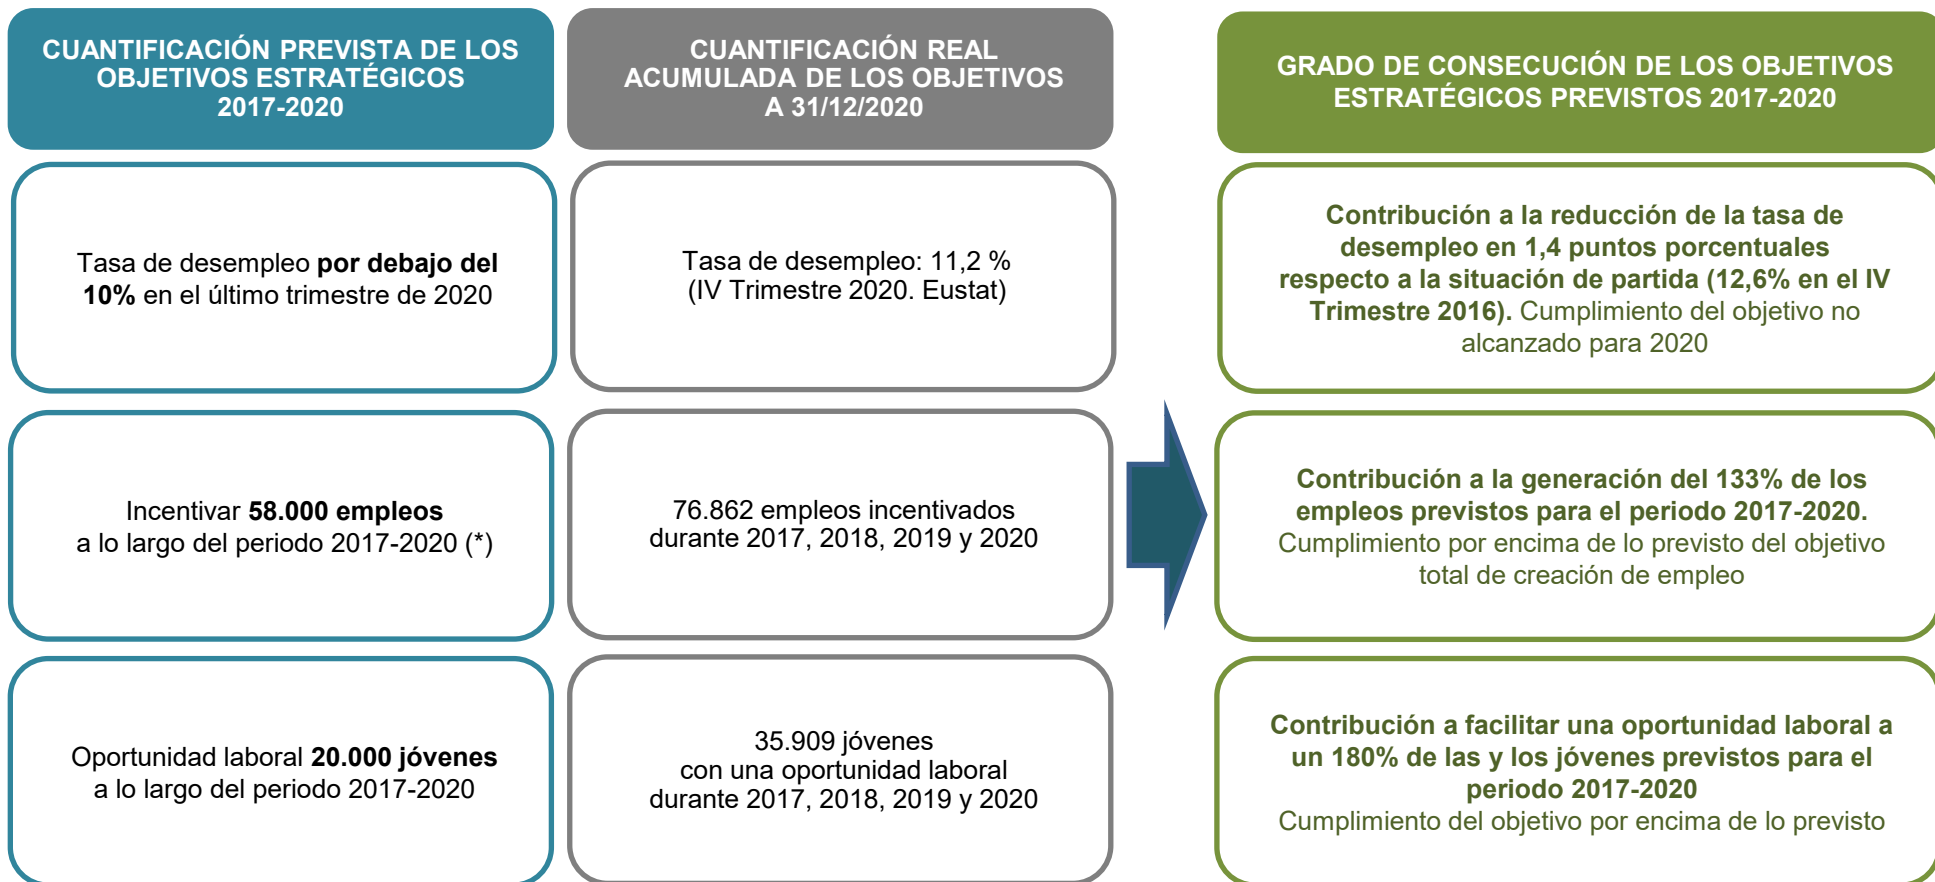 CUANTIFICACIÓN PREVISTA DE LOS
OBJETIVOS ESTRATÉGICOS
2017-2020
CUANTIFICACIÓN REAL
ACUMULADA DE LOS OBJETIVOS
A 31/12/2020
GRADO DE CONSECUCIÓN DE LOS OBJETIVOS
ESTRATÉGICOS PREVISTOS 2017-2020
Tasa de desempleo por debajo del
10% en el último trimestre de 2020
Tasa de desempleo: 11,2 %
(IV Trimestre 2020. Eustat)
Contribución a la reducción de la tasa de
desempleo en 1,4 puntos porcentuales
respecto a la situación de partida (12,6% en el IV
Trimestre 2016). Cumplimiento del objetivo no
alcanzado para 2020
Incentivar 58.000 empleos
a lo largo del periodo 2017-2020 (*)
76.862 empleos incentivados
durante 2017, 2018, 2019 y 2020
Contribución a la generación del 133% de los
empleos previstos para el periodo 2017-2020.
Cumplimiento por encima de lo previsto del objetivo
total de creación de empleo
Oportunidad laboral 20.000 jóvenes
a lo largo del periodo 2017-2020
35.909 jóvenes
con una oportunidad laboral
durante 2017, 2018, 2019 y 2020
Contribución a facilitar una oportunidad laboral a
un 180% de las y los jóvenes previstos para el
periodo 2017-2020
Cumplimiento del objetivo por encima de lo previsto